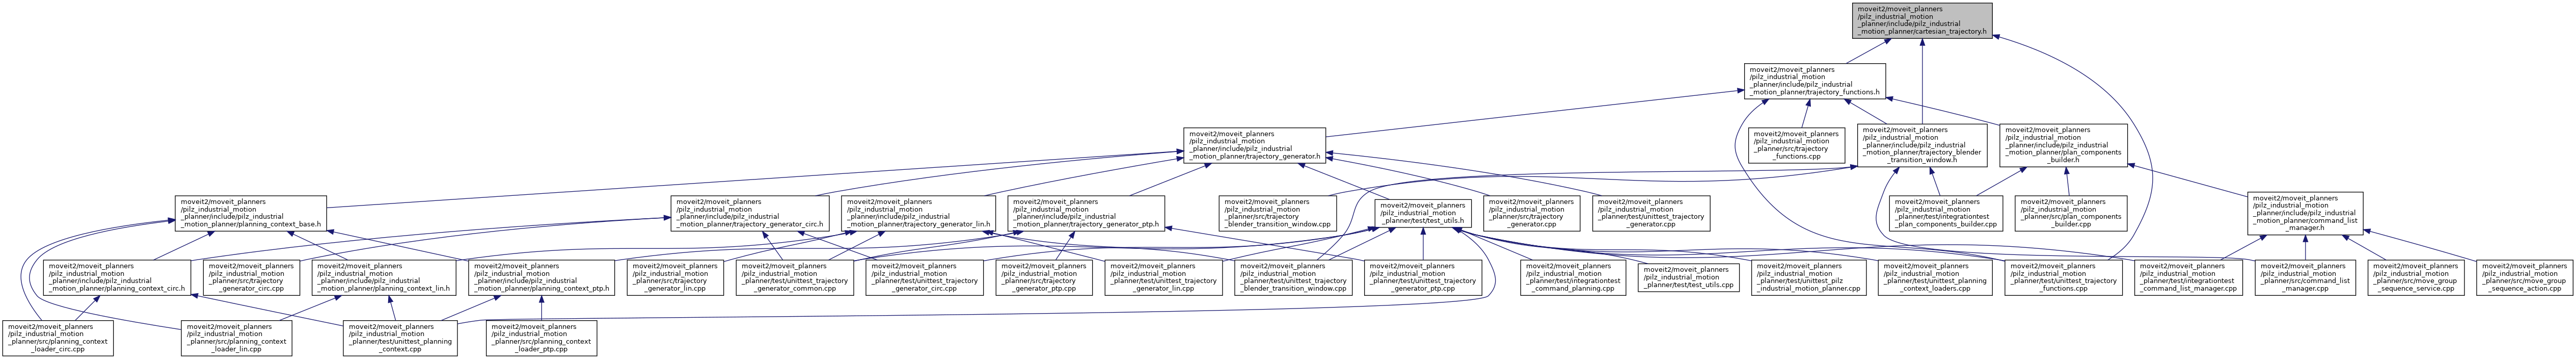 moveit2/moveit_planners
/pilz_industrial_motion
_planner/include/pilz_industrial
_motion_planner/cartesian_trajectory.h
moveit2/moveit_planners
/pilz_industrial_motion
_planner/include/pilz_industrial
_motion_planner/trajectory_functions.h
moveit2/moveit_planners
/pilz_industrial_motion
_planner/include/pilz_industrial
_motion_planner/trajectory_generator.h
moveit2/moveit_planners
/pilz_industrial_motion
_planner/src/trajectory
_functions.cpp
moveit2/moveit_planners
/pilz_industrial_motion
_planner/include/pilz_industrial
_motion_planner/trajectory_blender
_transition_window.h
moveit2/moveit_planners
/pilz_industrial_motion
_planner/include/pilz_industrial
_motion_planner/plan_components
_builder.h
moveit2/moveit_planners
/pilz_industrial_motion
_planner/include/pilz_industrial
_motion_planner/planning_context_base.h
moveit2/moveit_planners
/pilz_industrial_motion
_planner/include/pilz_industrial
_motion_planner/trajectory_generator_circ.h
moveit2/moveit_planners
/pilz_industrial_motion
_planner/include/pilz_industrial
_motion_planner/trajectory_generator_lin.h
moveit2/moveit_planners
/pilz_industrial_motion
_planner/include/pilz_industrial
_motion_planner/trajectory_generator_ptp.h
moveit2/moveit_planners
/pilz_industrial_motion
_planner/src/trajectory
_blender_transition_window.cpp
moveit2/moveit_planners
/pilz_industrial_motion
_planner/test/test_utils.h
moveit2/moveit_planners
/pilz_industrial_motion
_planner/src/trajectory
_generator.cpp
moveit2/moveit_planners
/pilz_industrial_motion
_planner/test/unittest_trajectory
_generator.cpp
moveit2/moveit_planners
/pilz_industrial_motion
_planner/test/integrationtest
_plan_components_builder.cpp
moveit2/moveit_planners
/pilz_industrial_motion
_planner/src/plan_components
_builder.cpp
moveit2/moveit_planners
/pilz_industrial_motion
_planner/include/pilz_industrial
_motion_planner/command_list
_manager.h
moveit2/moveit_planners
/pilz_industrial_motion
_planner/include/pilz_industrial
_motion_planner/planning_context_circ.h
moveit2/moveit_planners
/pilz_industrial_motion
_planner/src/trajectory
_generator_circ.cpp
moveit2/moveit_planners
/pilz_industrial_motion
_planner/include/pilz_industrial
_motion_planner/planning_context_lin.h
moveit2/moveit_planners
/pilz_industrial_motion
_planner/include/pilz_industrial
_motion_planner/planning_context_ptp.h
moveit2/moveit_planners
/pilz_industrial_motion
_planner/src/trajectory
_generator_lin.cpp
moveit2/moveit_planners
/pilz_industrial_motion
_planner/test/unittest_trajectory
_generator_common.cpp
moveit2/moveit_planners
/pilz_industrial_motion
_planner/test/unittest_trajectory
_generator_circ.cpp
moveit2/moveit_planners
/pilz_industrial_motion
_planner/src/trajectory
_generator_ptp.cpp
moveit2/moveit_planners
/pilz_industrial_motion
_planner/test/unittest_trajectory
_generator_lin.cpp
moveit2/moveit_planners
/pilz_industrial_motion
_planner/test/unittest_trajectory
_blender_transition_window.cpp
moveit2/moveit_planners
/pilz_industrial_motion
_planner/test/unittest_trajectory
_generator_ptp.cpp
moveit2/moveit_planners
/pilz_industrial_motion
_planner/test/integrationtest
_command_planning.cpp
moveit2/moveit_planners
/pilz_industrial_motion
_planner/test/test_utils.cpp
moveit2/moveit_planners
/pilz_industrial_motion
_planner/test/unittest_pilz
_industrial_motion_planner.cpp
moveit2/moveit_planners
/pilz_industrial_motion
_planner/test/unittest_planning
_context_loaders.cpp
moveit2/moveit_planners
/pilz_industrial_motion
_planner/test/unittest_trajectory
_functions.cpp
moveit2/moveit_planners
/pilz_industrial_motion
_planner/test/integrationtest
_command_list_manager.cpp
moveit2/moveit_planners
/pilz_industrial_motion
_planner/src/command_list
_manager.cpp
moveit2/moveit_planners
/pilz_industrial_motion
_planner/src/move_group
_sequence_service.cpp
moveit2/moveit_planners
/pilz_industrial_motion
_planner/src/move_group
_sequence_action.cpp
moveit2/moveit_planners
/pilz_industrial_motion
_planner/src/planning_context
_loader_circ.cpp
moveit2/moveit_planners
/pilz_industrial_motion
_planner/src/planning_context
_loader_lin.cpp
moveit2/moveit_planners
/pilz_industrial_motion
_planner/test/unittest_planning
_context.cpp
moveit2/moveit_planners
/pilz_industrial_motion
_planner/src/planning_context
_loader_ptp.cpp